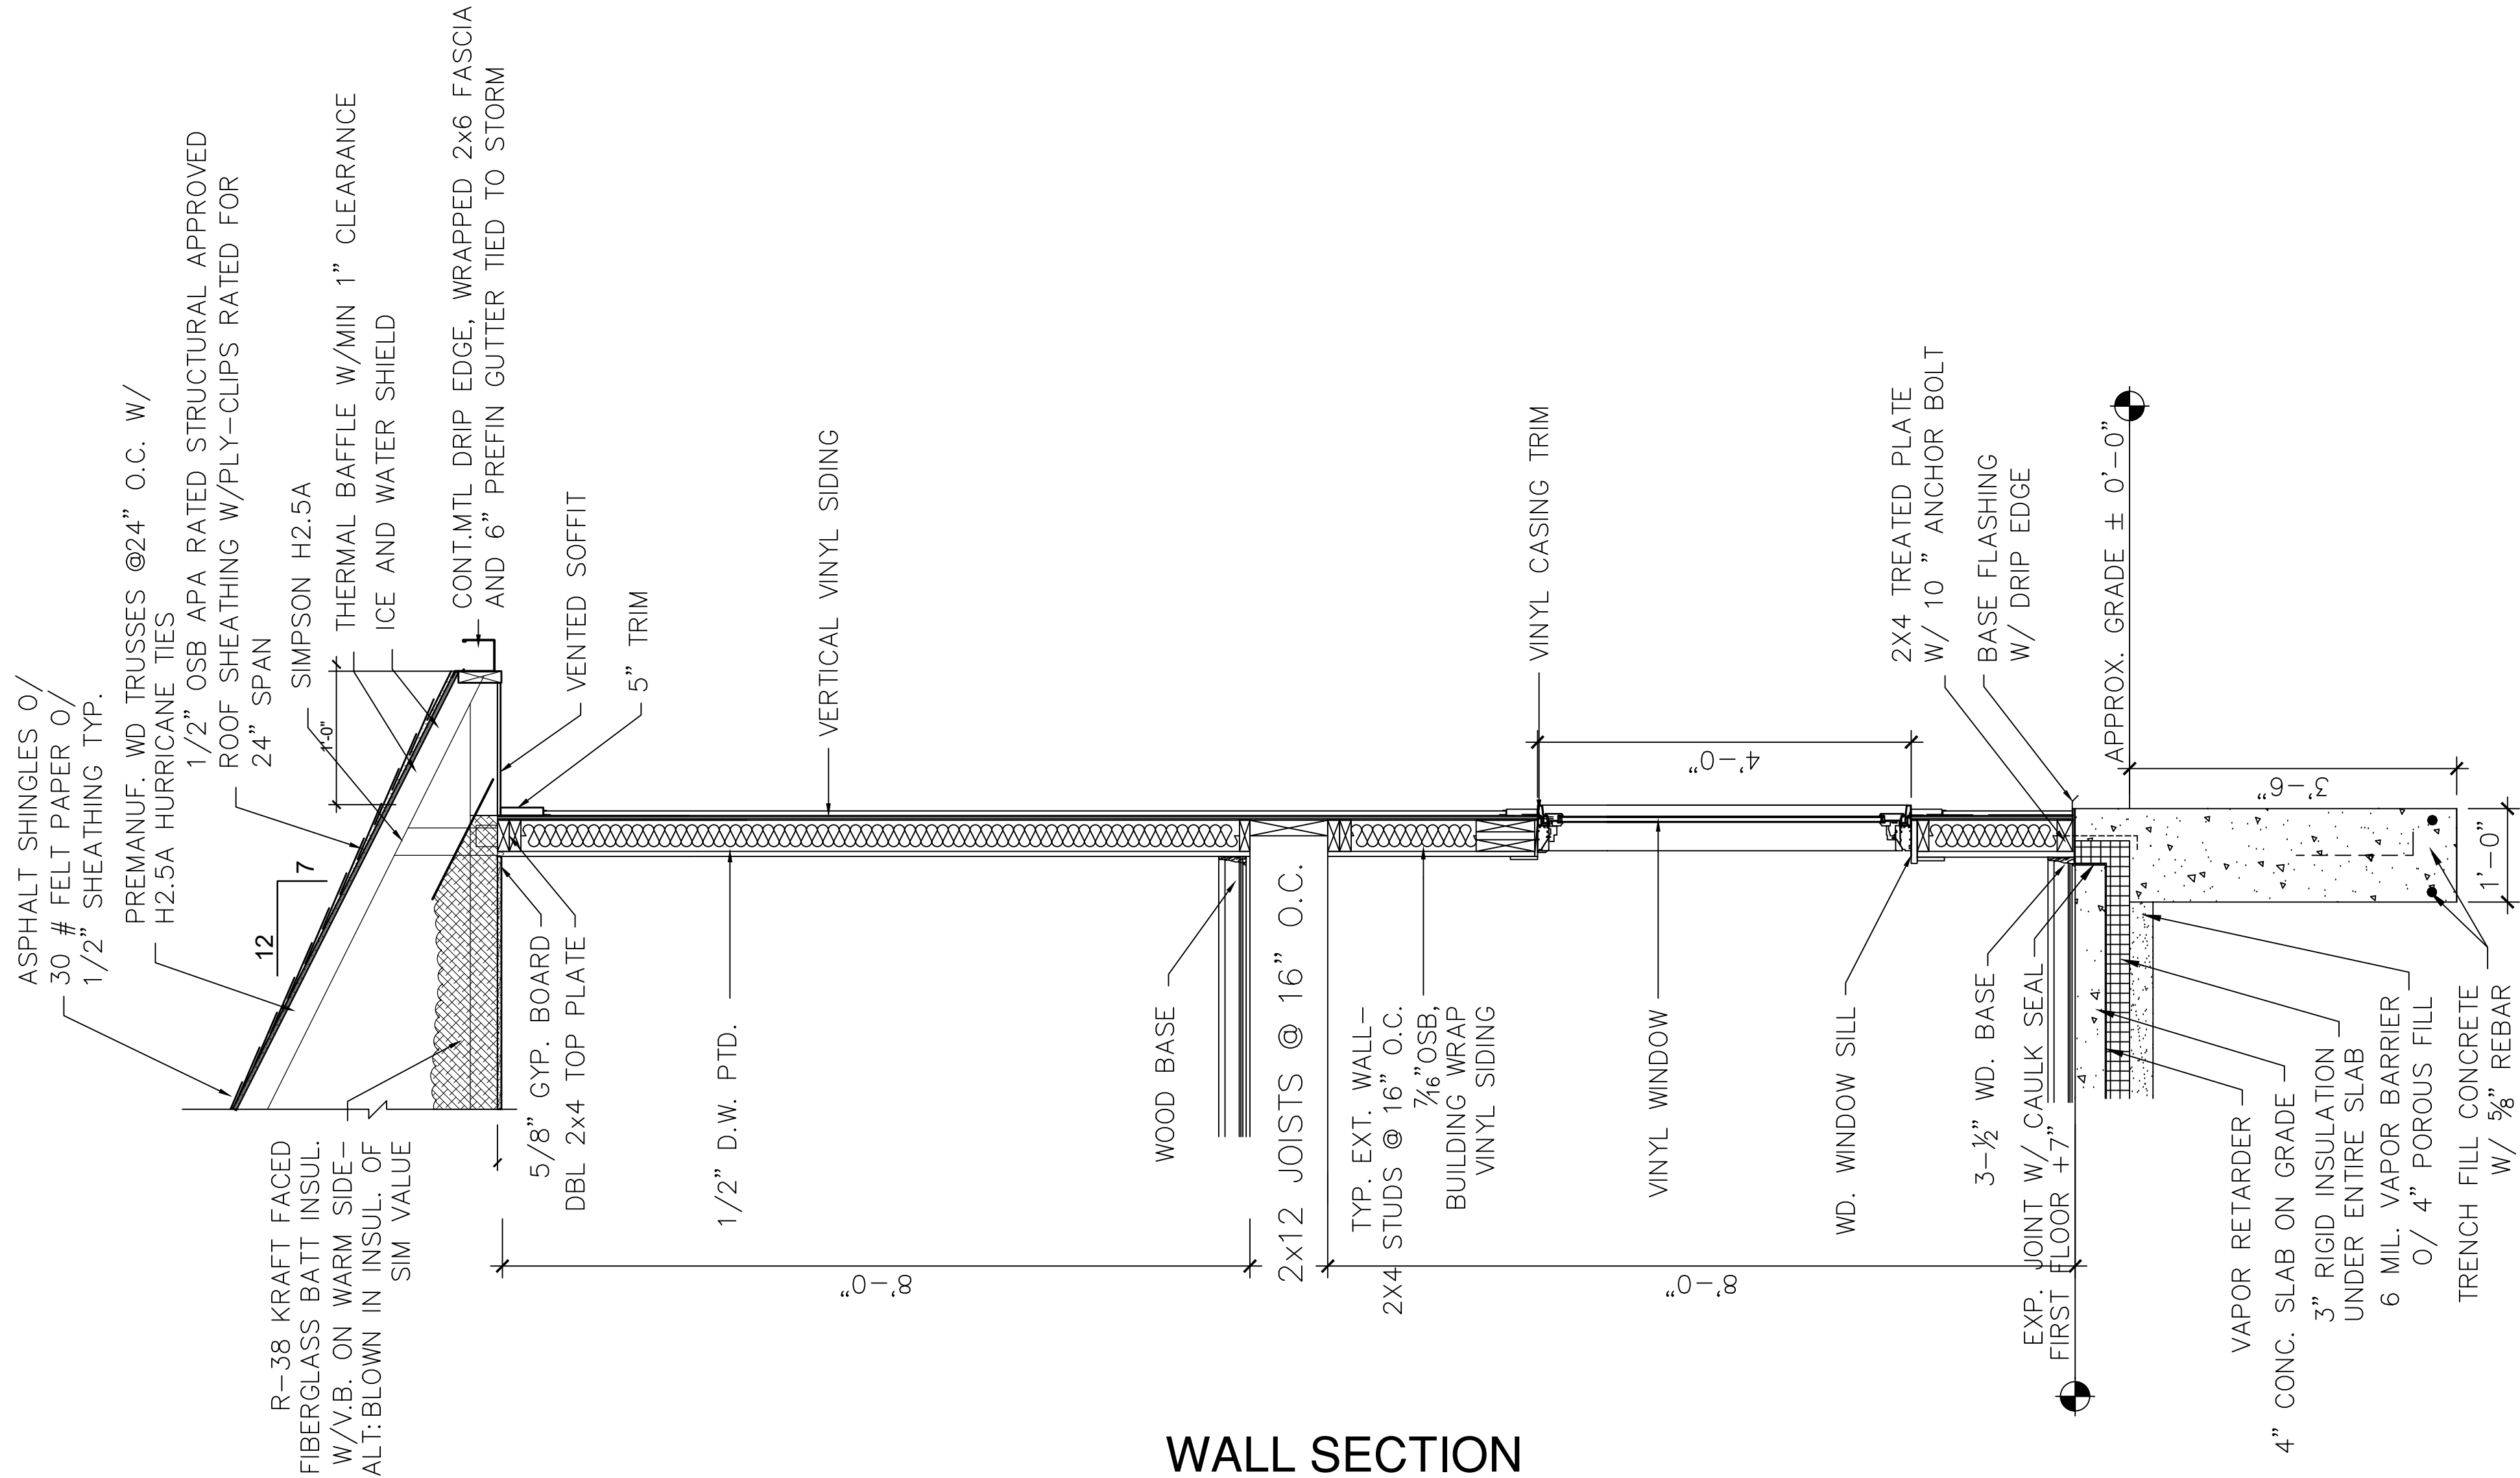 ASPHALT SHINGLES O/
30 # FELT PAPER O/
1/2" SHEATHING TYP.
PREMANUF. WD TRUSSES @24" O.C. W/
H2.5A HURRICANE TIES
1/2" OSB APA RATED STRUCTURAL APPROVED
ROOF SHEATHING W/PLY-CLIPS RATED FOR
24" SPAN
SIMPSON H2.5A
THERMAL BAFFLE W/MIN 1" CLEARANCE
ICE AND WATER SHIELD
CONT.MTL DRIP EDGE, WRAPPED 2x6 FASCIA
AND 6" PREFIN GUTTER TIED TO STORM
1'-0"
12
7
VENTED SOFFIT
5" TRIM
VERTICAL VINYL SIDING
VINYL CASING TRIM
4'-0"
2X4 TREATED PLATE
W/ 10 " ANCHOR BOLT
BASE FLASHING
W/ DRIP EDGE
APPROX. GRADE ± 0'-0"
3'-6"
1'-0"
R-38 KRAFT FACED
FIBERGLASS BATT INSUL.
W/V.B. ON WARM SIDE-
ALT:BLOWN IN INSUL. OF
SIM VALUE
5/8" GYP. BOARD
DBL 2x4 TOP PLATE
1/2" D.W. PTD.
8'-0"
WOOD BASE
2x12 JOISTS @ 16" O.C.
TYP. EXT. WALL-
2X4 STUDS @ 16" O.C.
7/16"OSB,
BUILDING WRAP
VINYL SIDING
VINYL WINDOW
8'-0"
WD. WINDOW SILL
3-½" WD. BASE
EXP. JOINT W/ CAULK SEAL
FIRST FLOOR +7"
VAPOR RETARDER
4" CONC. SLAB ON GRADE
3" RIGID INSULATION
UNDER ENTIRE SLAB
6 MIL. VAPOR BARRIER
O/ 4" POROUS FILL
TRENCH FILL CONCRETE
W/ ⅝" REBAR
WALL SECTION